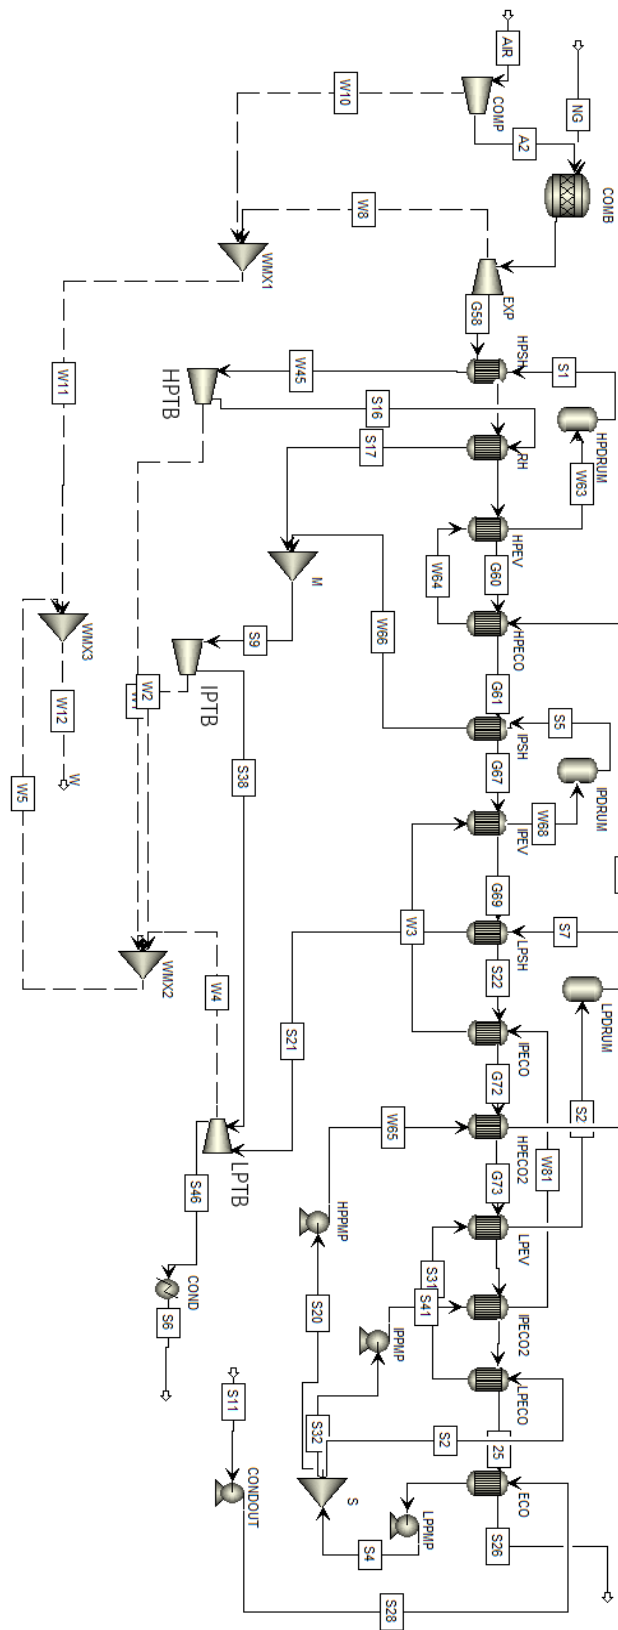 AIR
NG
W10
COMP
A2
COMB
W8
WMX1
EXP
G58
HPSH
W45
S1
HPDRUM
W11
HPTB
S16
S17
RH
W63
HPEV
G60
W64
M
W66
HPECO
S9
WMX3
W12
W
IPTB
W2
G61
IPSH
S5
IPDRUM
G67
S38
W5
W68
IPEV
W3
G69
S7
LPSH
WMX2
W4
S22
LPDRUM
S21
IPECO
G72
S2
W65
HPECO2
W81
LPTB
G73
S46
HPPMP
LPEV
S31
COND
S6
S20
IPPMP
S41
IPECO2
LPECO
S11
S32
S2
25
CONDOUT
S
LPPMP
ECO
S4
S26
S28